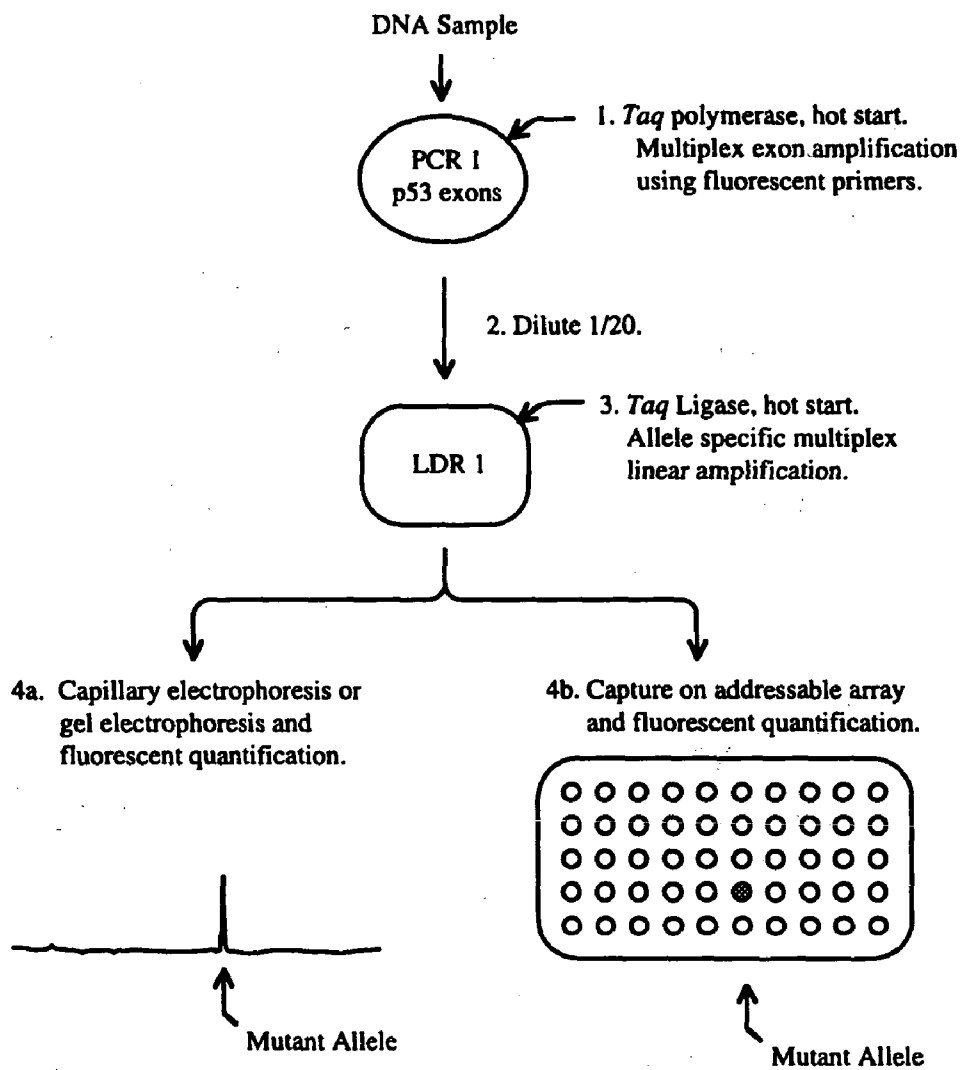 DNA Sample
PCR 1
p53 exons
1. Taq polymerase, hot start.
Multiplex exon amplification
using fluorescent primers.
2. Dilute 1/20.
LDR 1
3. Taq Ligase, hot start.
Allele specific multiplex
linear amplification.
4a. Capillary electrophoresis or
gel electrophoresis and
fluorescent quantification.
4b. Capture on addressable array
and fluorescent quantification.
Mutant Allele
Mutant Allele